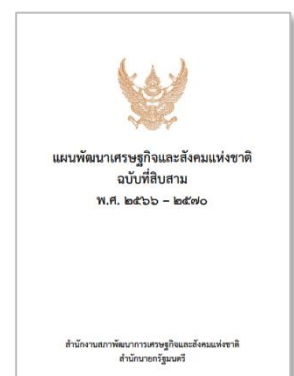 แผนพัฒนาเศรษฐกิจและสังคมแห่งชาติ
ฉบับที่สิบสาม
พ.ศ. ๒๕๖๖ – ๒๕๗๐
สำนักงานสภาพัฒนาการเศรษฐกิจและสังคมแห่งชาติ
สำนักนายกรัฐมนตรี